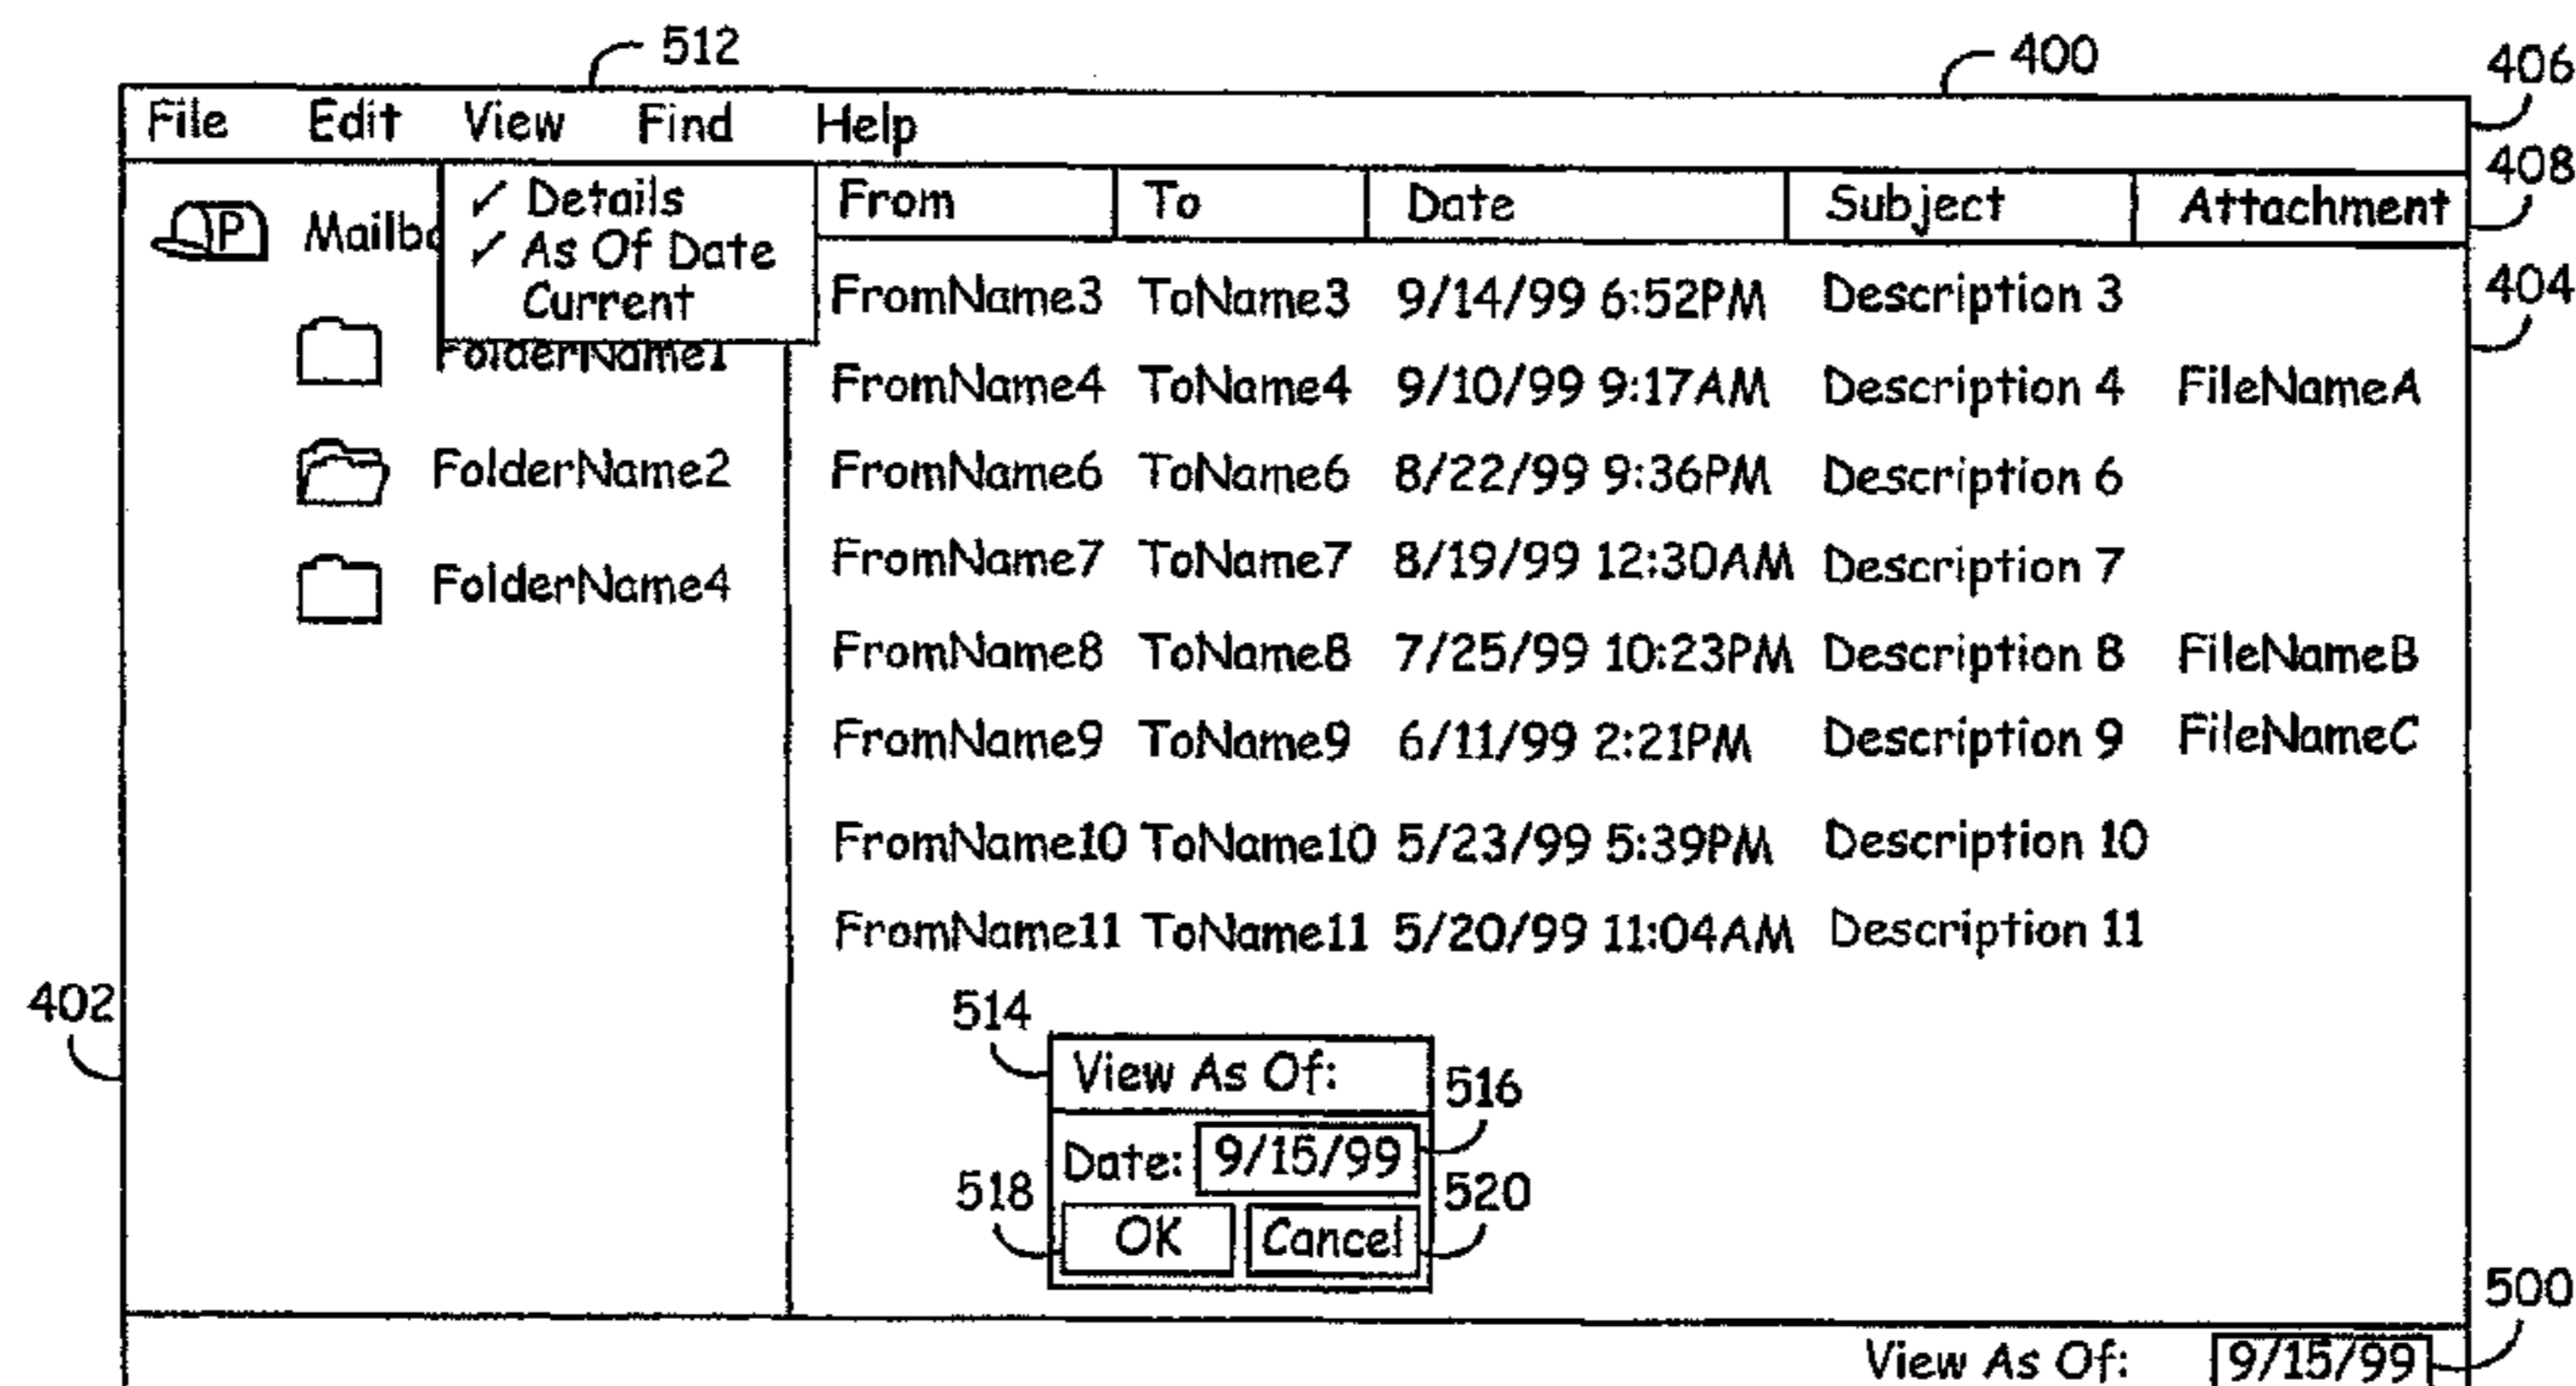 512 400 406
File Edit View Find Help
408
✓ Details From To Date Subject Attachment
Mailbo ✓ As Of Date
Current FromName3 ToName3 9/14/99 6:52PM Description 3 404
FolderName1 FromName4 ToName4 9/10/99 9:17AM Description 4 FileNameA
FolderName2 FromName6 ToName6 8/22/99 9:36PM Description 6
FolderName4 FromName7 ToName7 8/19/99 12:30AM Description 7
FromName8 ToName8 7/25/99 10:23PM Description 8 FileNameB
FromName9 ToName9 6/11/99 2:21PM Description 9 FileNameC
FromName10 ToName10 5/23/99 5:39PM Description 10
FromName11 ToName11 5/20/99 11:04AM Description 11
402 514
View As Of: 516
Date: 9/15/99
518 OK Cancel 520
500
View As Of: 9/15/99